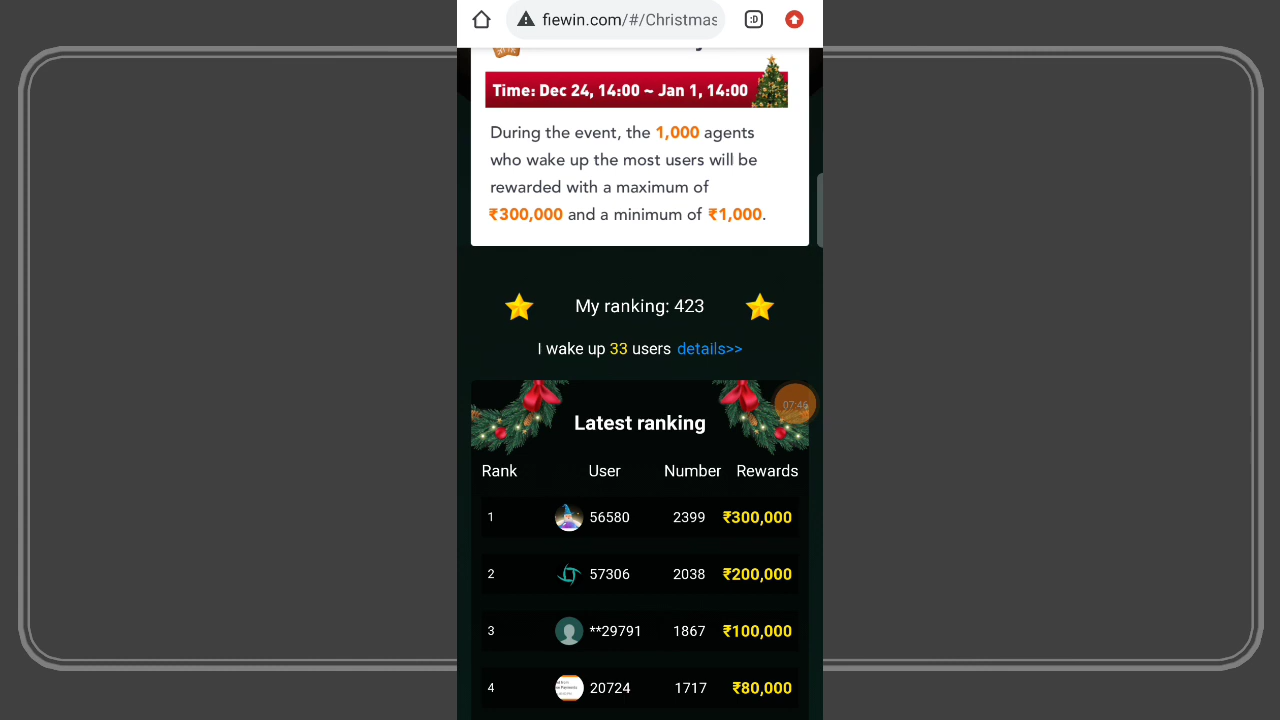 :D
fiewin.com/#/Christmas
Time: Dec 24, 14:00 ~ Jan 1, 14:00
During the event, the 1,000 agents
who wake up the most users will be
rewarded with a maximum of
₹300,000 and a minimum of ₹1,000.
My ranking: 423
I wake up 33 users details>>
07:46
Latest ranking
Rank User Number Rewards
1 56580 2399 ₹300,000
2 57306 2038 ₹200,000
3 **29791 1867 ₹100,000
4 20724 1717 ₹80,000